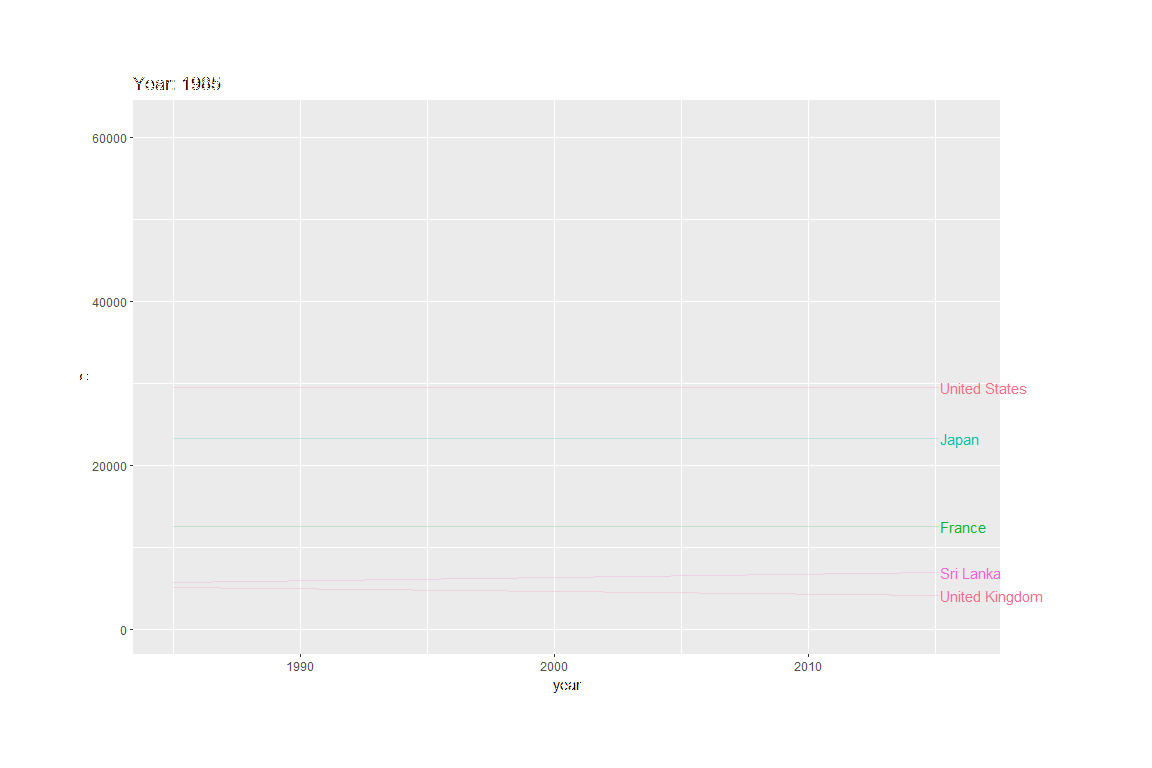 Year: 1985
60000
40000
United States
Japan
20000
France
Sri Lanka
United Kingdom
0
1990 2000 2010
year